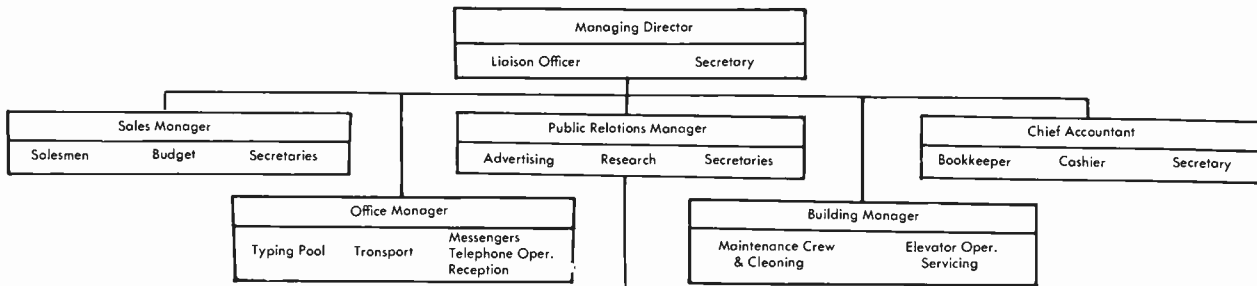 Managing Director
Liaison Officer Secretary
Sales Manager
Salesmen Budget Secretaries
Public Relations Manager
Advertising Research Secretaries
Chief Accountant
Bookkeeper Cashier Secretary
Office Manager
Typing Pool Transport Messengers
Telephone Oper.
Reception
Building Manager
Maintenance Crew
& Cleaning
Elevator Oper.
Servicing